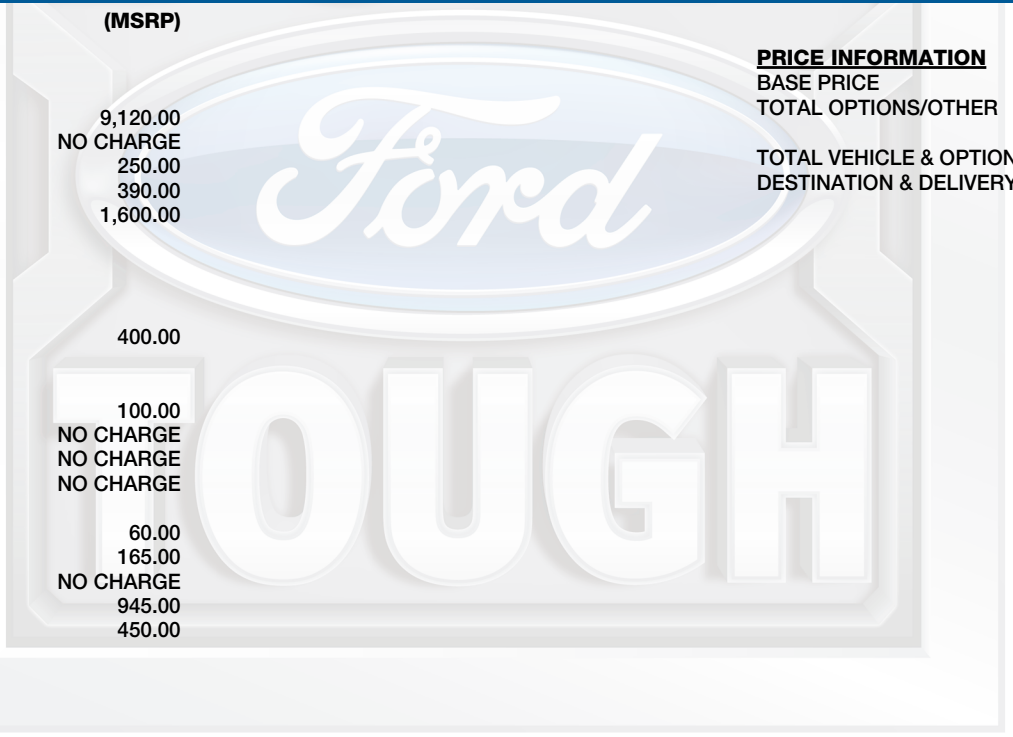 (MSRP)
9,120.00
NO CHARGE
250.00
390.00
1,600.00
400.00
100.00
NO CHARGE
NO CHARGE
NO CHARGE
60.00
165.00
NO CHARGE
945.00
450.00
PRICE INFORMATION
BASE PRICE
TOTAL OPTIONS/OTHER
TOTAL VEHICLE & OPTION
DESTINATION & DELIVERY
Ford
TOUGH